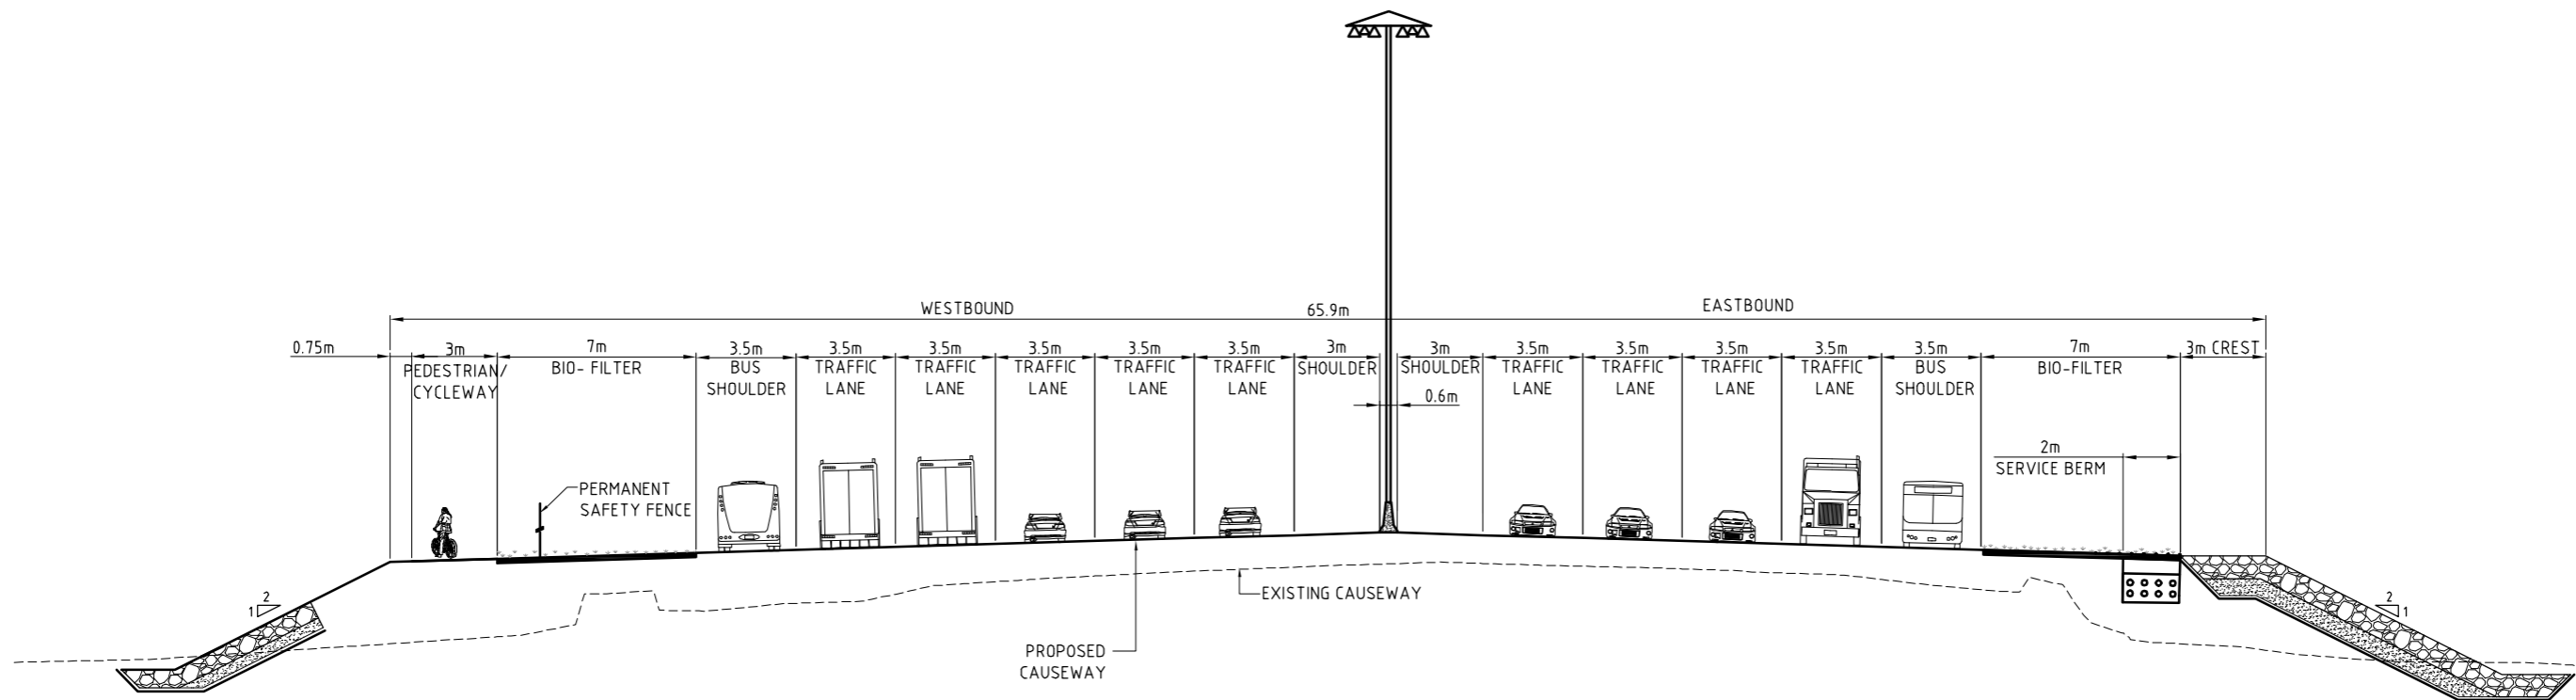 WESTBOUND
65.9m
EASTBOUND
0.75m
3m
PEDESTRIAN/
CYCLEWAY
7m
BIO- FILTER
3.5m
BUS
SHOULDER
3.5m
TRAFFIC
LANE
3.5m
TRAFFIC
LANE
3.5m
TRAFFIC
LANE
3.5m
TRAFFIC
LANE
3.5m
TRAFFIC
LANE
3m
SHOULDER
3m
SHOULDER
0.6m
3.5m
TRAFFIC
LANE
3.5m
TRAFFIC
LANE
3.5m
TRAFFIC
LANE
3.5m
TRAFFIC
LANE
3.5m
BUS
SHOULDER
7m
BIO-FILTER
3m CREST
2m
SERVICE BERM
PERMANENT
SAFETY FENCE
2
1
EXISTING CAUSEWAY
2
1
PROPOSED
CAUSEWAY